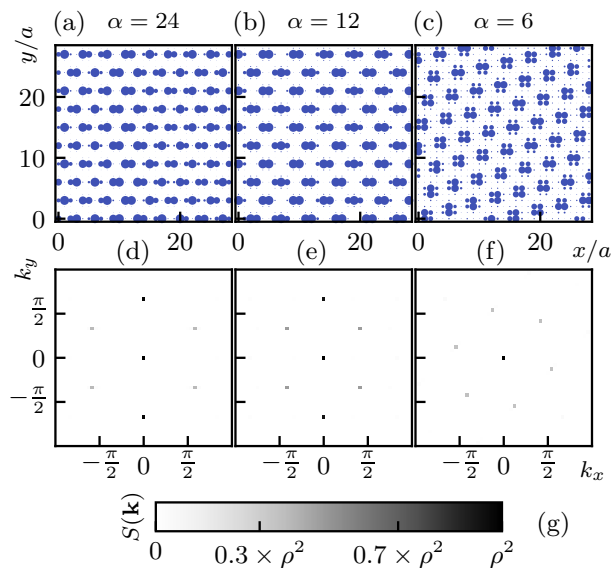 (a) α = 24 (b) α = 12 (c) α = 6
y/a
20
10
0
0 20 0 20 0 20 x/a
(d) (e) (f)
k_y
π/2
0
−π/2
−π/2 0 π/2 −π/2 0 π/2 −π/2 0 π/2 k_x
S(𝐤) (g)
0 0.3 × ρ² 0.7 × ρ² ρ²